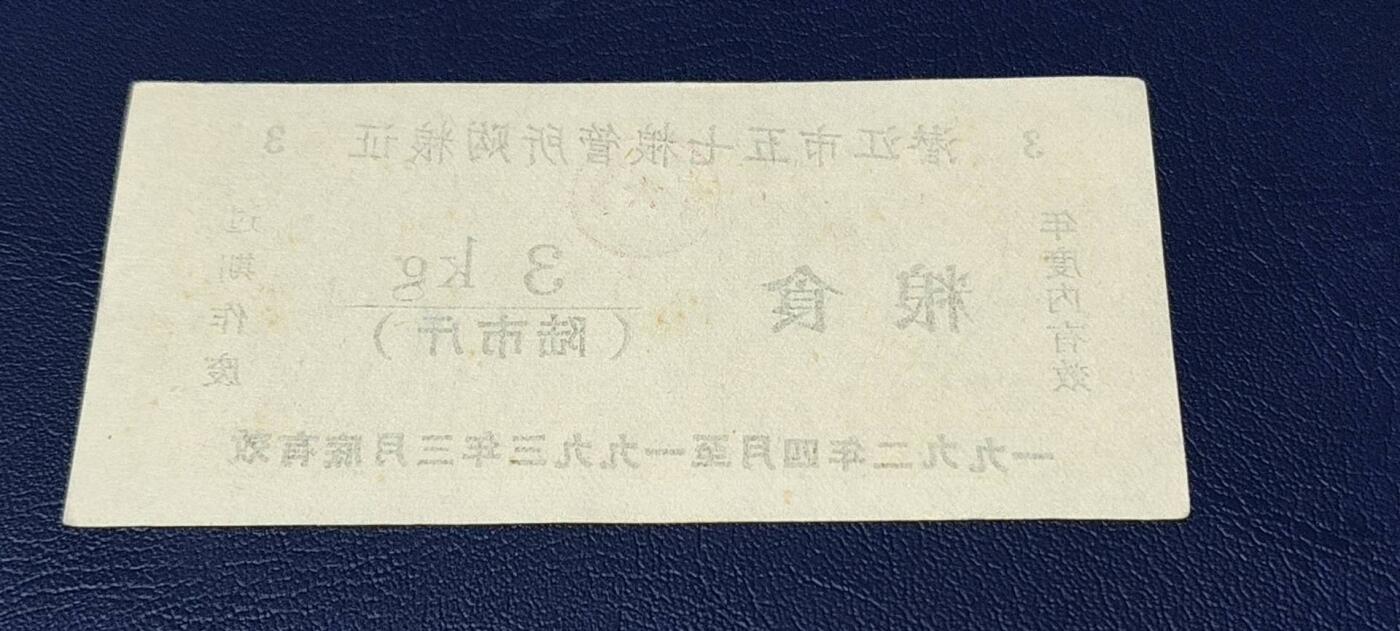 3 潜江市五七粮管所购粮证 3
年度内有效
粮食
3 kg
（陆市斤）
过期作废
一九九二年四月至一九九三年三月底有效